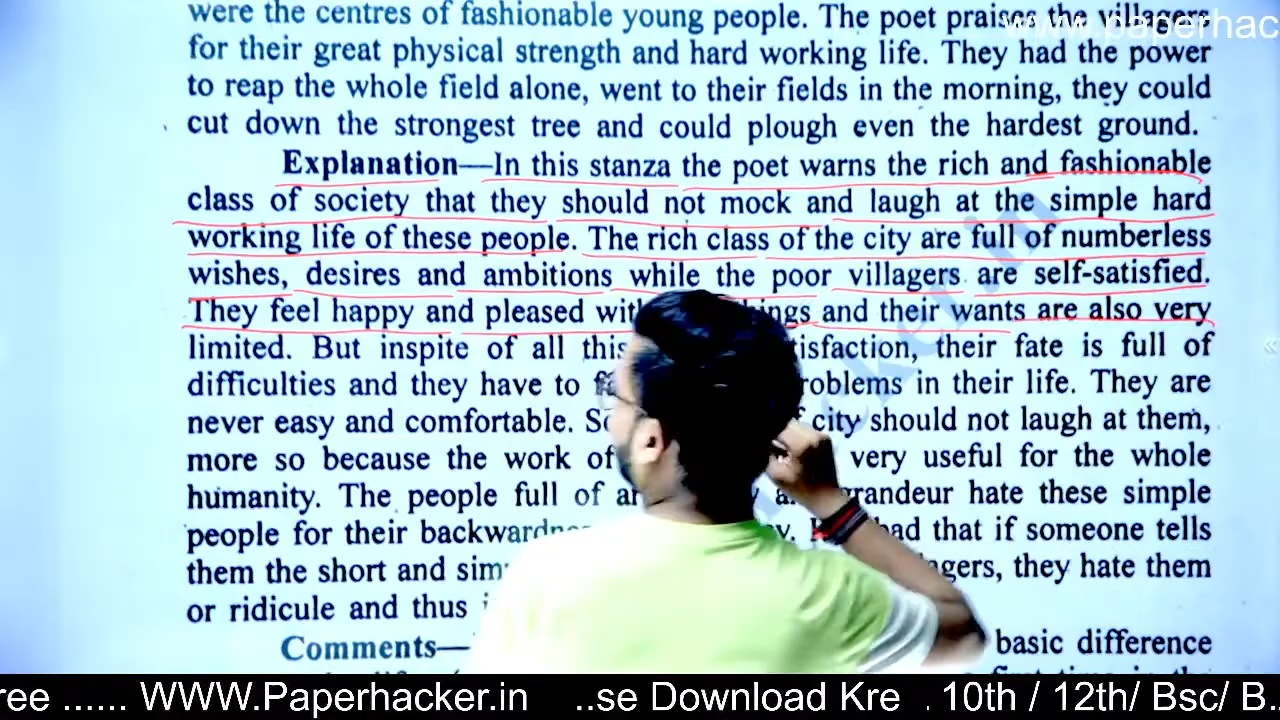 were the centres of fashionable young people. The poet praises the villagers
www.paperhac
for their great physical strength and hard working life. They had the power
to reap the whole field alone, went to their fields in the morning, they could
cut down the strongest tree and could plough even the hardest ground.
Explanation—In this stanza the poet warns the rich and fashionable
class of society that they should not mock and laugh at the simple hard
working life of these people. The rich class of the city are full of numberless
wishes, desires and ambitions while the poor villagers are self-satisfied.
They feel happy and pleased and their wants are also very
limited. But inspite of all this their fate is full of
difficulties and they have to problems in their life. They are
never easy and comfortable. city should not laugh at them,
more so because the work of very useful for the whole
humanity. The people full of grandeur hate these simple
people for their that if someone tells
them the short and they hate them
or ridicule and thus
Comments— basic difference
ree ...... WWW.Paperhacker.in ..se Download Kre . 10th / 12th/ Bsc/ B.